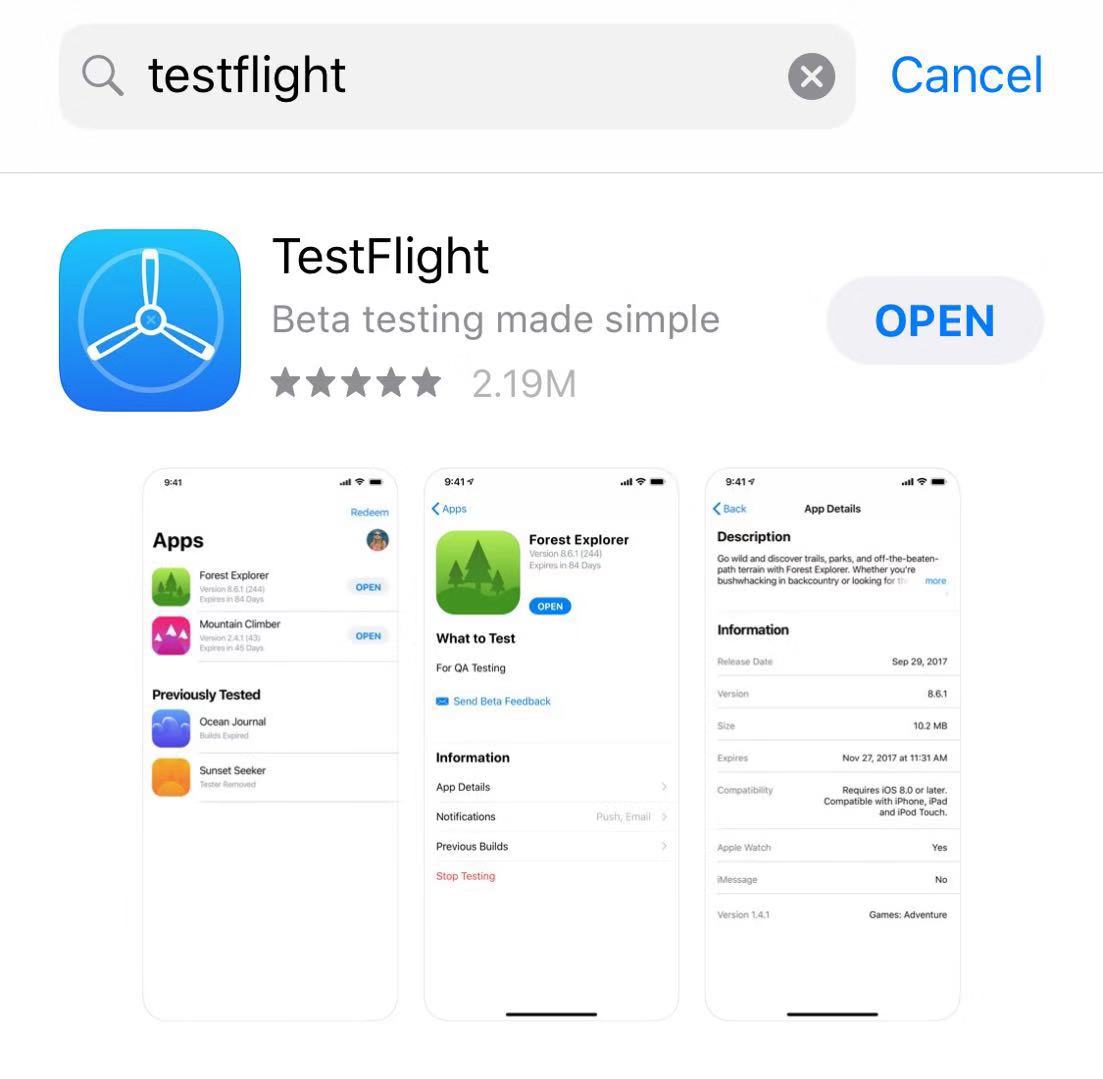 testflight
Cancel
TestFlight
Beta testing made simple
OPEN
2.19M
9:41
Redeem
Apps
Forest Explorer
Version 8.6.1 (244)
Expires in 84 Days
OPEN
Mountain Climber
Version 2.4.1 (43)
Expires in 45 Days
OPEN
Previously Tested
Ocean Journal
Builds Expired
Sunset Seeker
Tester Removed
9:41
Apps
Forest Explorer
Version 8.6.1 (244)
Expires in 84 Days
OPEN
What to Test
For QA Testing
Send Beta Feedback
Information
App Details
Notifications Push, Email
Previous Builds
Stop Testing
9:41
Back App Details
Description
Go wild and discover trails, parks, and off-the-beaten-
path terrain with Forest Explorer. Whether you're
bushwhacking in backcountry or looking for th more
Information
Release Date Sep 29, 2017
Version 8.6.1
Size 10.2 MB
Expires Nov 27, 2017 at 11:31 AM
Compatibility Requires iOS 8.0 or later.
Compatible with iPhone, iPad
and iPod Touch.
Apple Watch Yes
iMessage No
Version 1.4.1 Games: Adventure